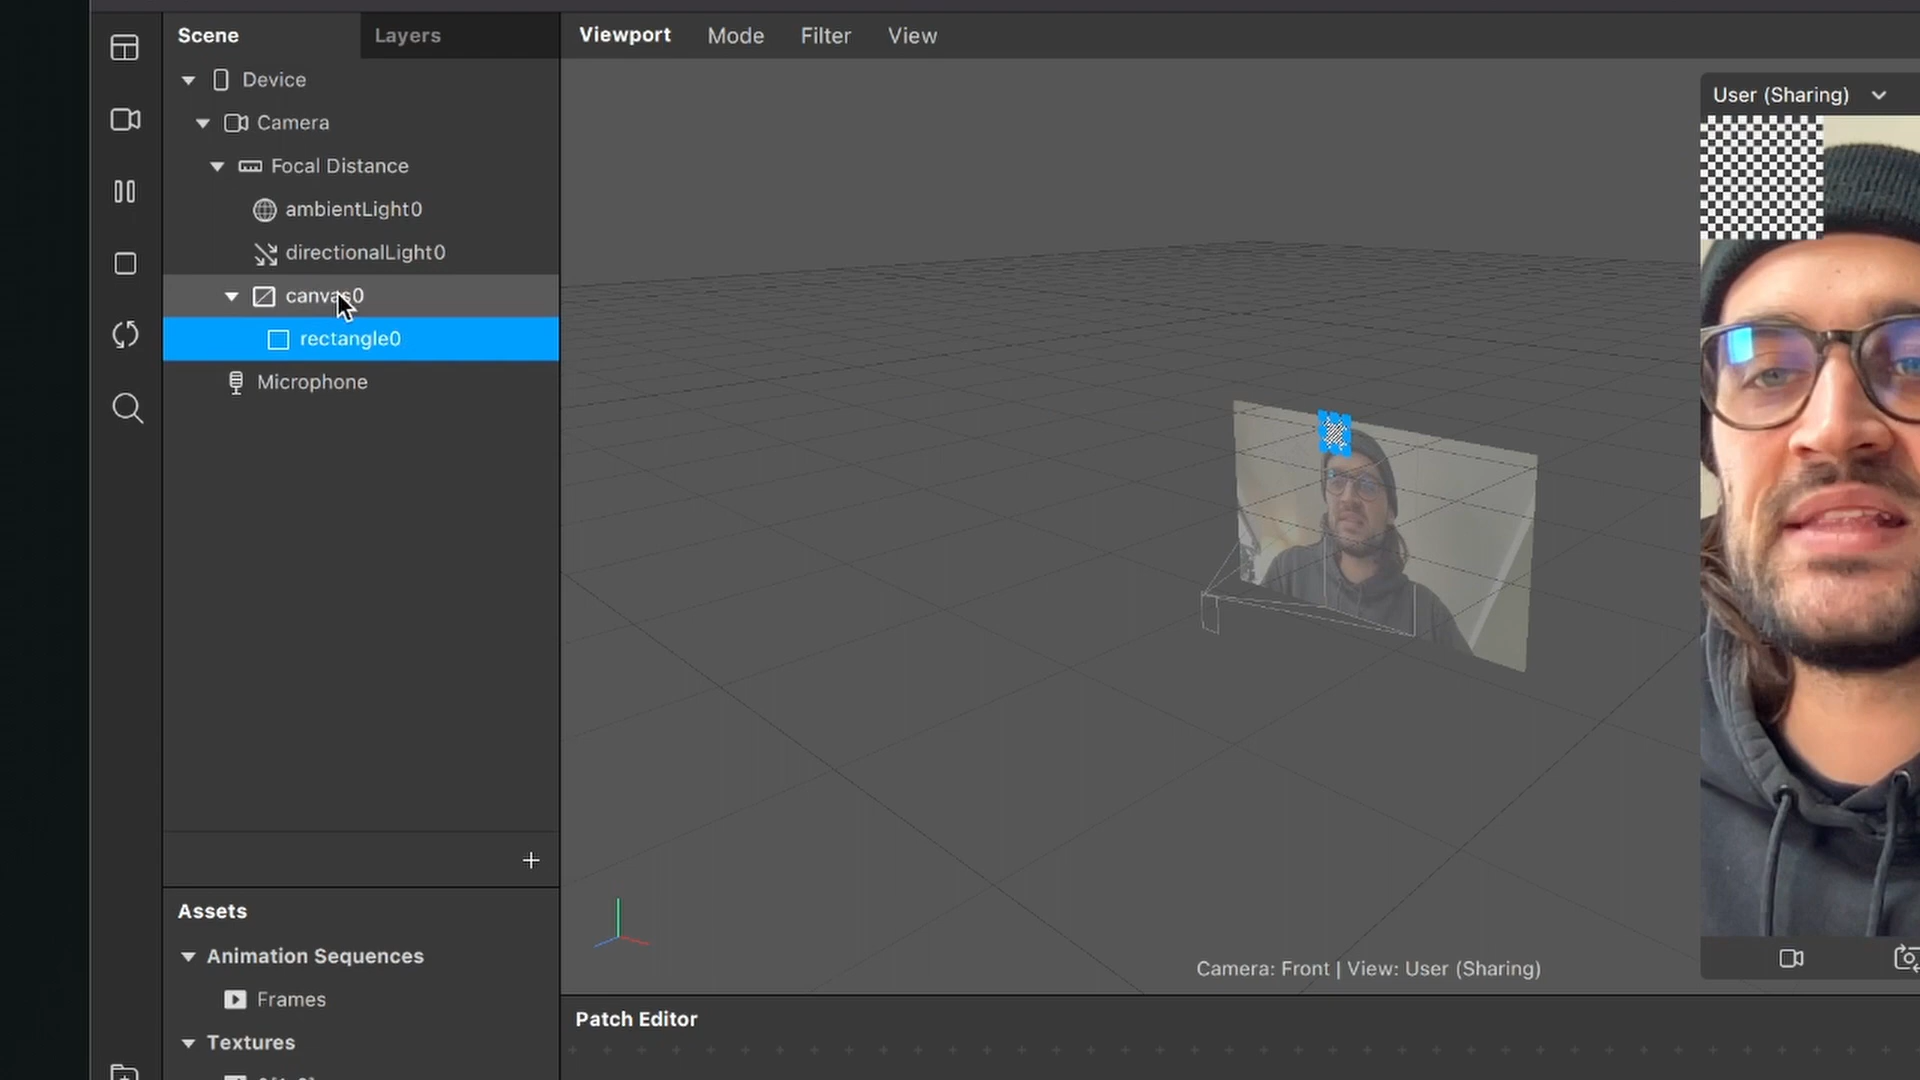 Scene
Layers
Viewport
Mode
Filter
View
Device
Camera
Focal Distance
ambientLight0
directionalLight0
canvas0
rectangle0
Microphone
User (Sharing)
Camera: Front | View: User (Sharing)
Assets
Animation Sequences
Frames
Textures
Patch Editor